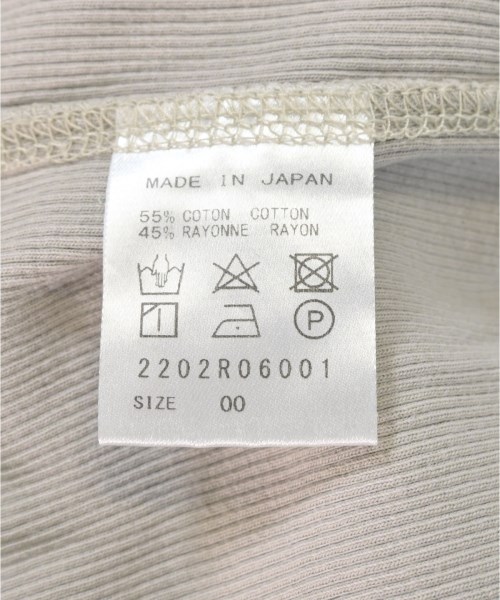 MADE IN JAPAN
55% COTON COTTON
45% RAYONNE RAYON
P
2202R06001
SIZE 00